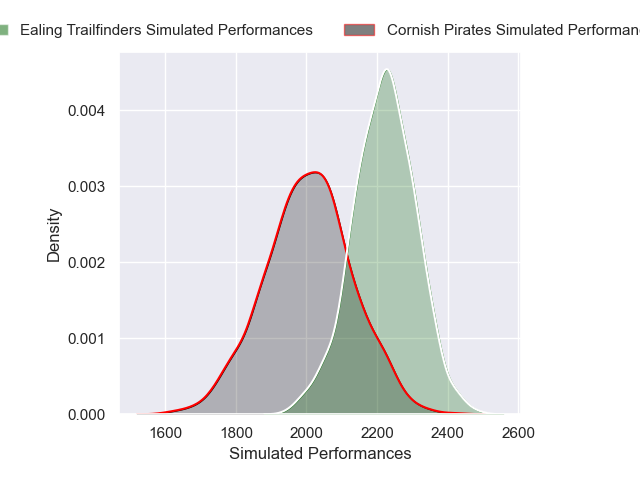 Ealing Trailfinders Simulated Performances
Cornish Pirates Simulated
0.004
0.003
0.002
0.001
0.000
Density
1600 1800 2000 2200 2400 2600
Simulated Performances